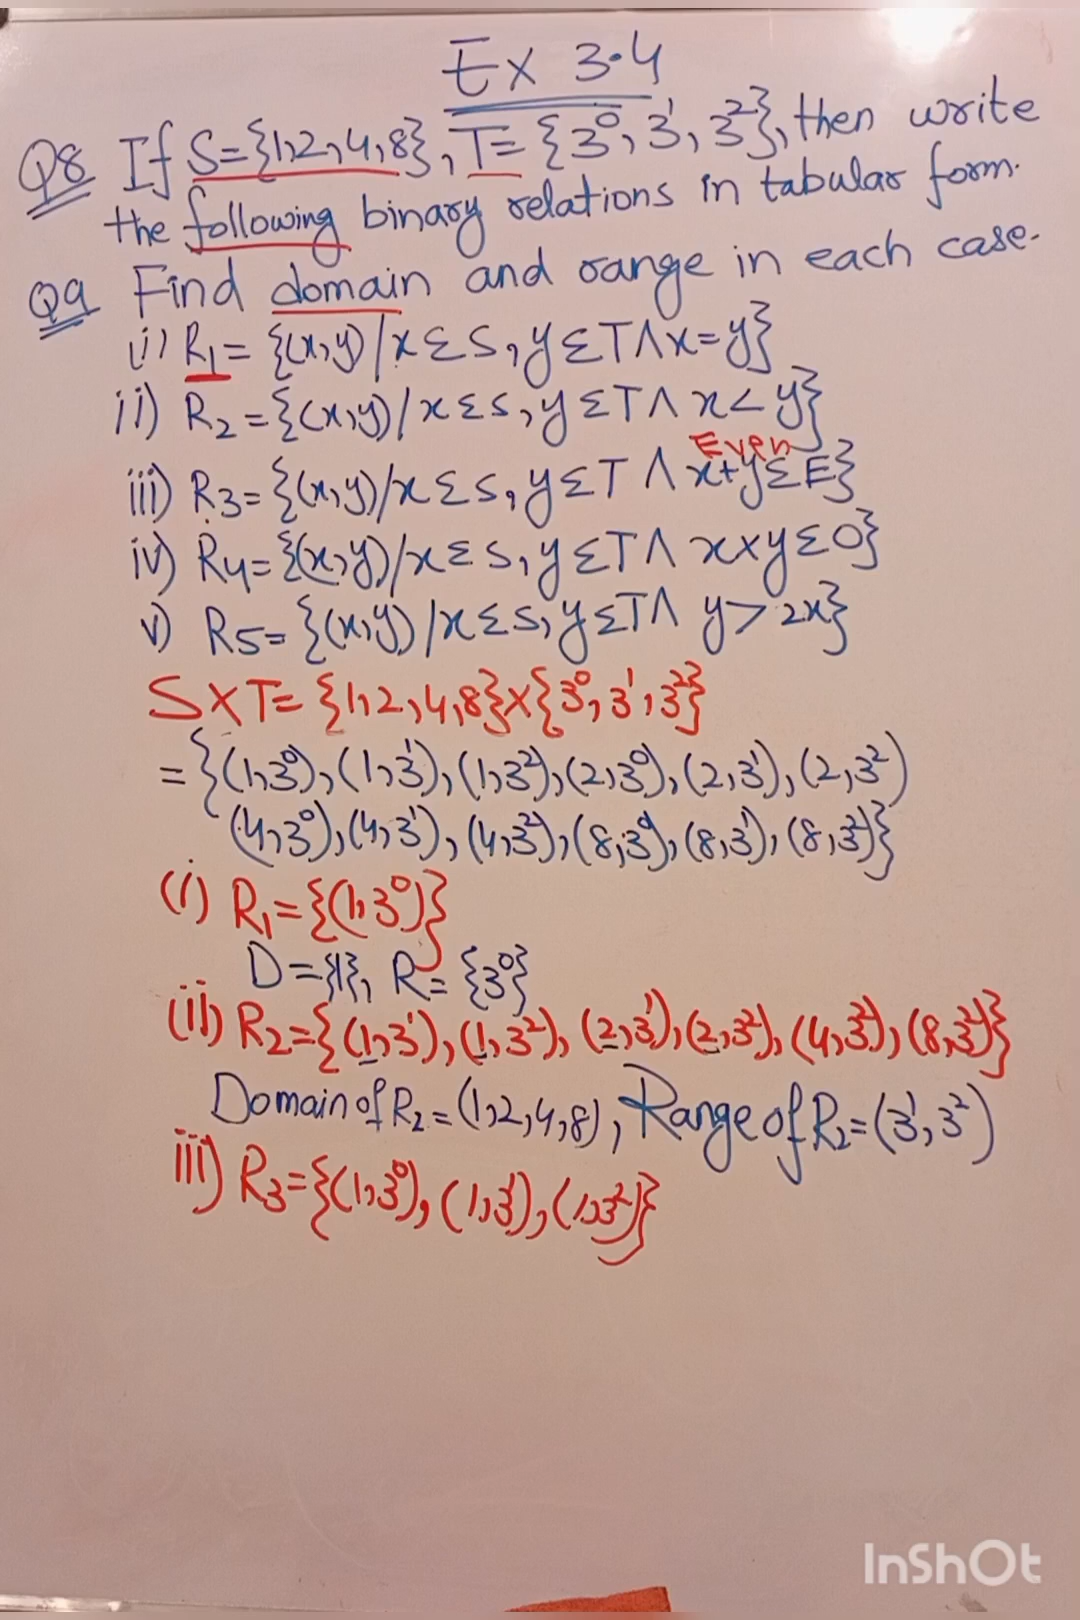 Ex 3.4
Q8 If S={1,2,4,8}, T={3⁰, 3¹, 3²}, then write
the following binary relations in tabular form.
Q9 Find domain and range in each case.
(i) R₁= {(x,y)/x ∑ S, y ∑ T Λ x=y}
ii) R₂ = {(x,y)/x ∑ S, y ∑ T Λ x < y}
Even
iii) R₃= {(x,y)/x ∑ S, y ∑ T Λ x+y ∑ E}
iv) R₄= {(x,y)/x ∑ S, y ∑ T Λ x×y ∑ O}
v) R₅= {(x,y)/x ∑ S, y ∑ T Λ y > 2x}
S×T= {1,2,4,8}×{3⁰, 3¹, 3²}
= {(1,3⁰), (1,3¹), (1,3²), (2,3⁰), (2,3¹), (2,3²)
(4,3⁰), (4,3¹), (4,3²), (8,3⁰), (8,3¹), (8,3²)}
(i) R₁={(1,3⁰)}
D={1}, R= {3⁰}
(ii) R₂={(1,3¹), (1,3²), (2,3¹), (2,3²), (4,3²), (8,3²)}
Domain of R₂ = (1,2,4,8), Range of R₂=(3¹,3²)
iii) R₃={(1,3⁰), (1,3¹), (1,3²)}
InShOt